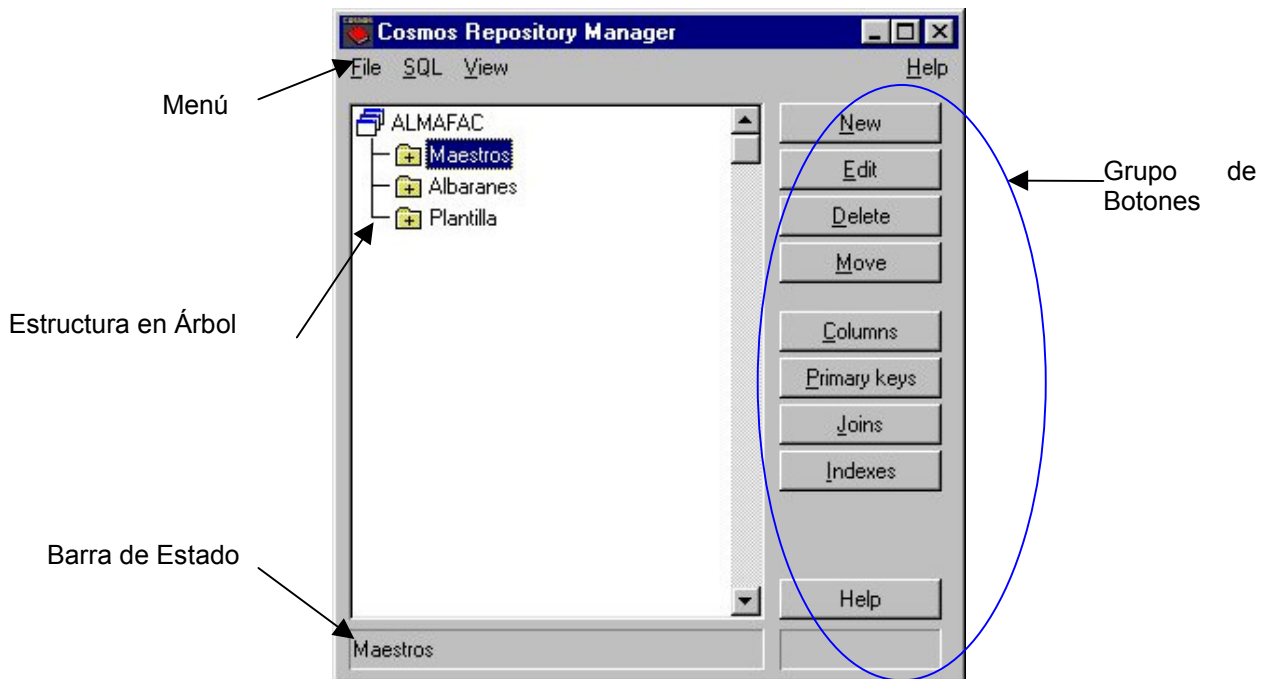 Cosmos Repository Manager
File SQL View Help
Menú
ALMAFAC
Maestros
Albaranes
Plantilla
New
Edit
Delete
Move
Columns
Primary keys
Joins
Indexes
Help
Grupo de
Botones
Estructura en Árbol
Barra de Estado
Maestros